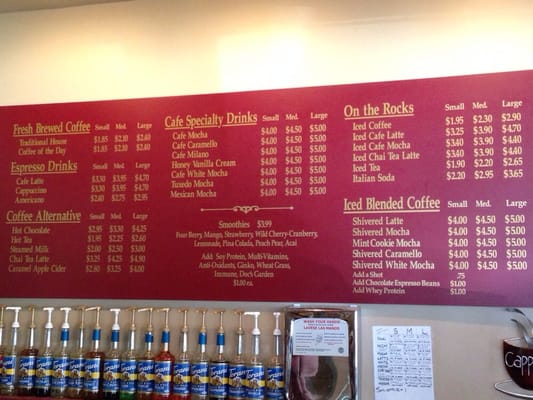 Fresh Brewed Coffee Small Med. Large
Traditional House $1.85 $2.10 $2.60
Coffee of the Day $1.85 $2.10 $2.60
Espresso Drinks Small Med. Large
Cafe Latte $3.30 $3.95 $4.70
Cappuccino $3.30 $3.95 $4.70
Americano $2.60 $2.75 $2.95
Coffee Alternative Small Med. Large
Hot Chocolate $2.95 $3.30 $4.25
Hot Tea $1.95 $2.25 $2.60
Steamed Milk $2.00 $2.50 $3.00
Chai Tea Latte $3.25 $4.25 $4.90
Caramel Apple Cider $2.80 $3.25 $4.00
Cafe Specialty Drinks Small Med. Large
Cafe Mocha $4.00 $4.50 $5.00
Cafe Caramello $4.00 $4.50 $5.00
Cafe Milano $4.00 $4.50 $5.00
Honey Vanilla Cream $4.00 $4.50 $5.00
Cafe White Mocha $4.00 $4.50 $5.00
Tuxedo Mocha $4.00 $4.50 $5.00
Mexican Mocha $4.00 $4.50 $5.00
Smoothies $3.99
Four Berry, Mango, Strawberry, Wild Cherry-Cranberry,
Lemonade, Pina Colada, Peach Pear, Acai
Add: Soy Protein, Multi-Vitamins,
Anti-Oxidants, Ginko, Wheat Grass,
Immune, Doc's Garden
$1.00 ea.
On the Rocks Small Med. Large
Iced Coffee $1.95 $2.30 $2.90
Iced Cafe Latte $3.25 $3.90 $4.70
Iced Cafe Mocha $3.40 $3.90 $4.40
Iced Chai Tea Latte $3.40 $3.90 $4.40
Iced Tea $1.90 $2.20 $2.65
Italian Soda $2.20 $2.95 $3.65
Iced Blended Coffee Small Med. Large
Shivered Latte $4.00 $4.50 $5.00
Shivered Mocha $4.00 $4.50 $5.00
Mint Cookie Mocha $4.00 $4.50 $5.00
Shivered Caramello $4.00 $4.50 $5.00
Shivered White Mocha $4.00 $4.50 $5.00
Add a Shot .75
Add Chocolate Espresso Beans $1.00
Add Whey Protein $1.00
WASH YOUR HANDS
LAVESE LAS MANOS
S M L
TORANI
Cappu